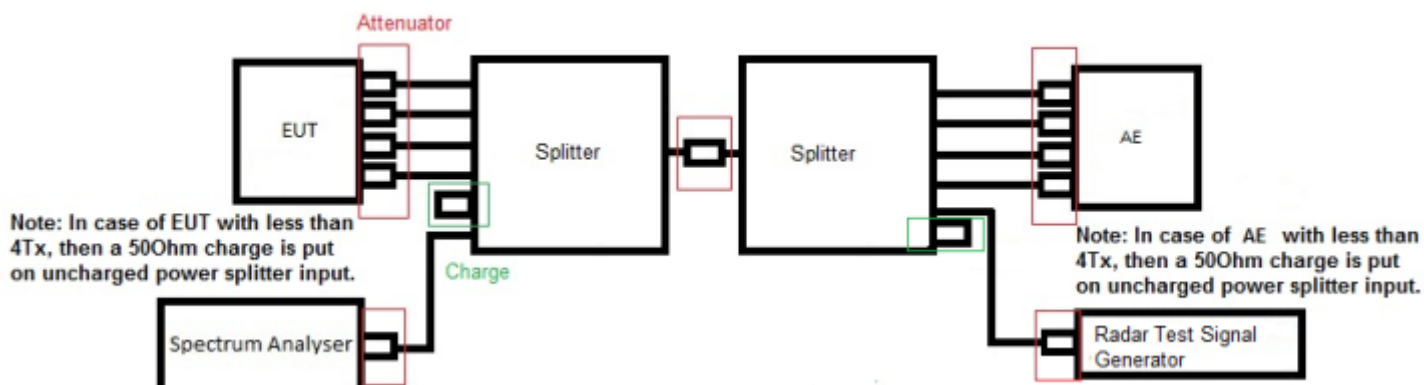 Attenuator
EUT
Splitter
Splitter
AE
Note: In case of EUT with less than
4Tx, then a 50Ohm charge is put
on uncharged power splitter input.
Charge
Note: In case of AE with less than
4Tx, then a 50Ohm charge is put
on uncharged power splitter input.
Spectrum Analyser
Radar Test Signal
Generator